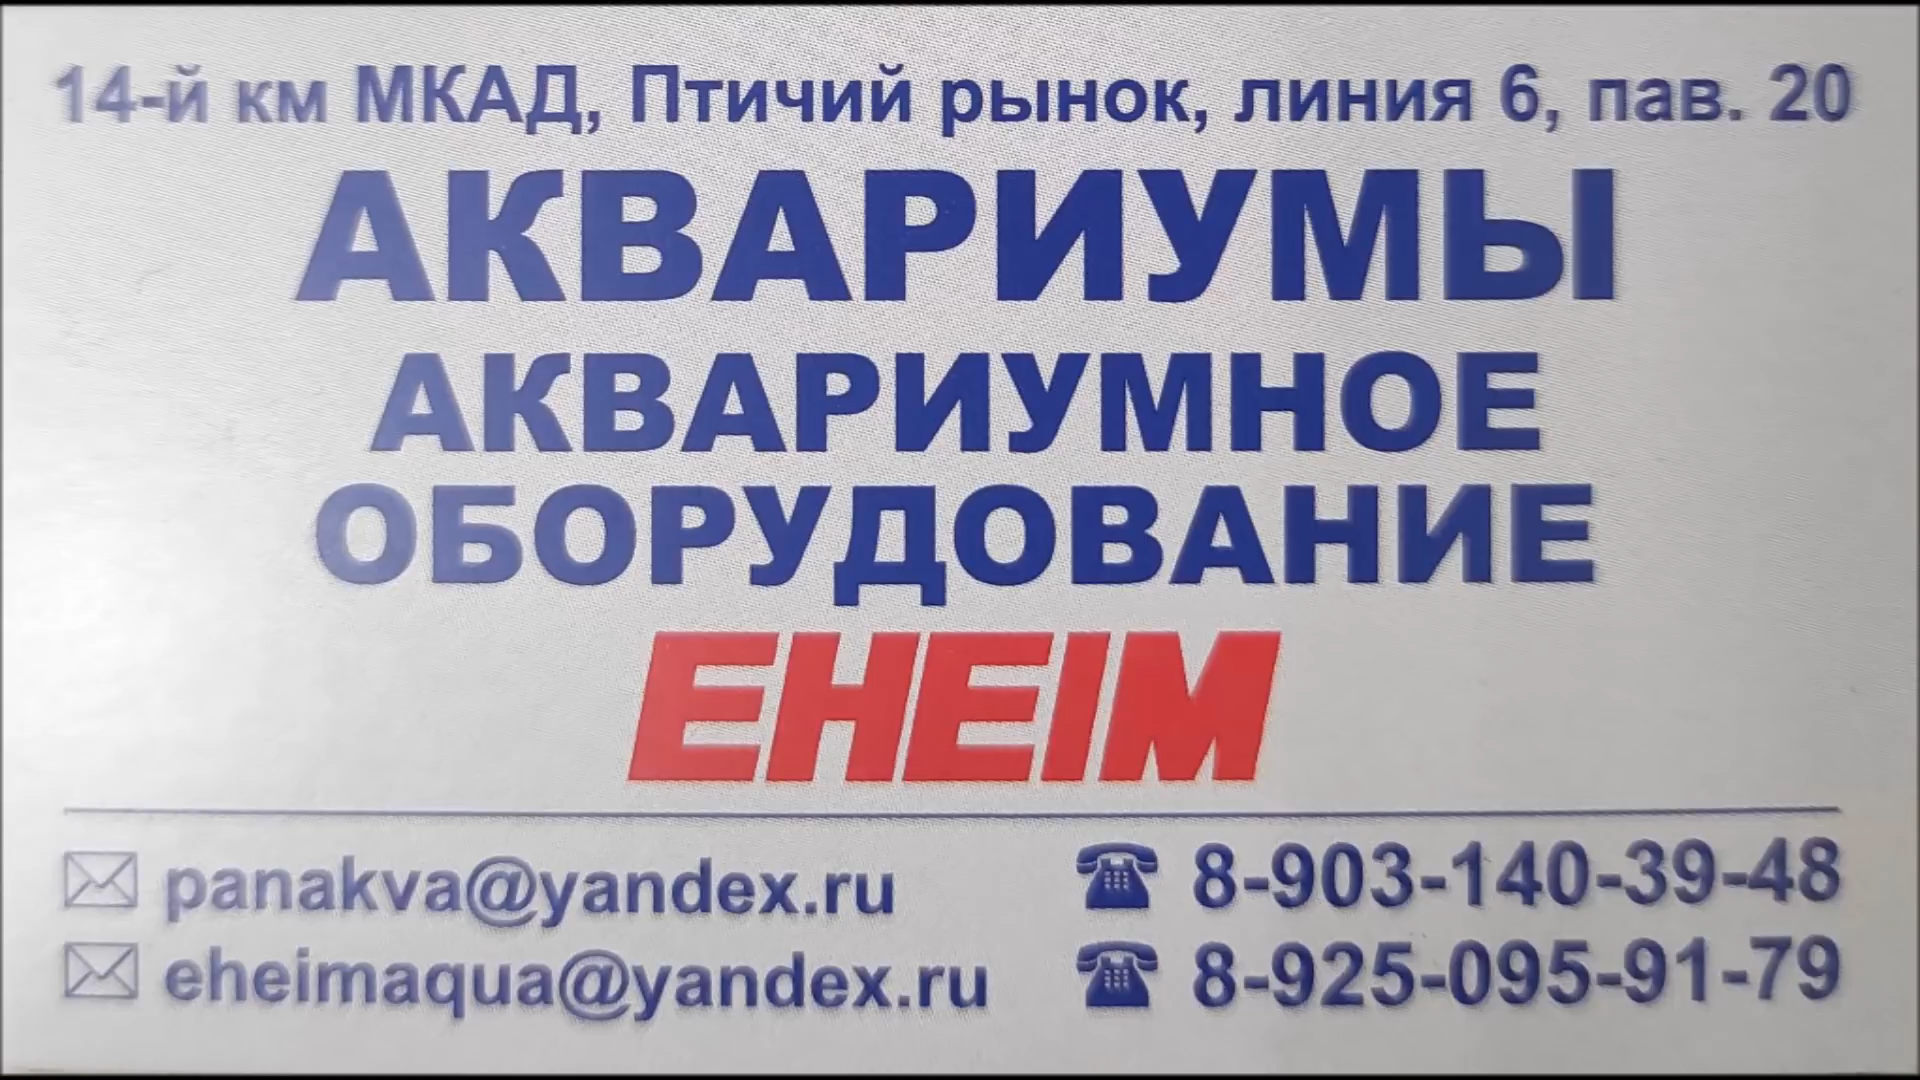 14-й км МКАД, Птичий рынок, линия 6, пав. 20
АКВАРИУМЫ
АКВАРИУМНОЕ
ОБОРУДОВАНИЕ
EHEIM
panakva@yandex.ru
8-903-140-39-48
eheimaqua@yandex.ru
8-925-095-91-79